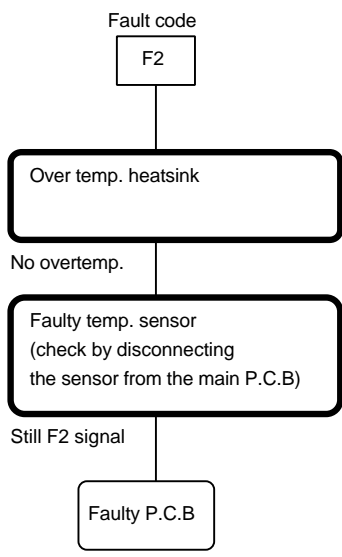 Fault code
F2
Over temp. heatsink
No overtemp.
Faulty temp. sensor
(check by disconnecting
the sensor from the main P.C.B)
Still F2 signal
Faulty P.C.B